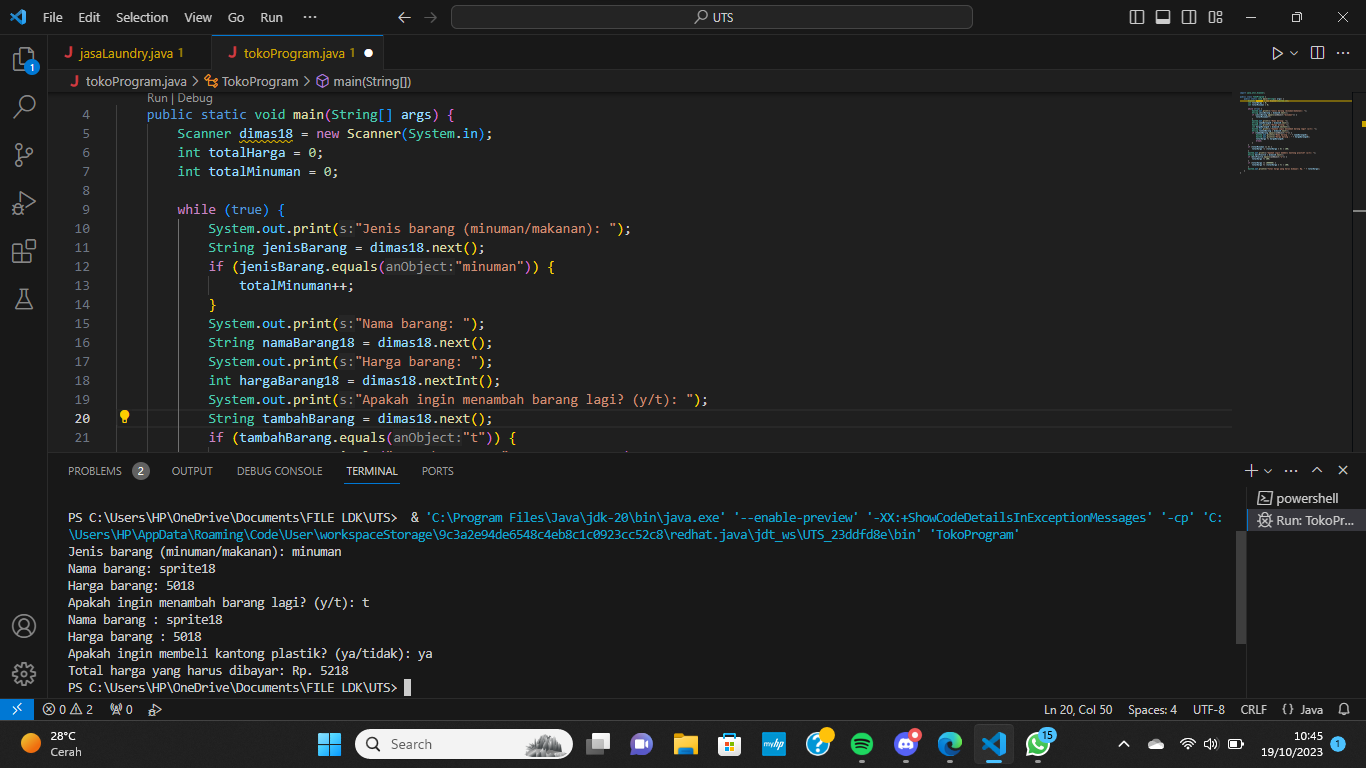 File Edit Selection View Go Run ··· UTS
jasaLaundry.java 1 tokoProgram.java 1
tokoProgram.java > TokoProgram > main(String[])
Run | Debug
4 public static void main(String[] args) {
5 Scanner dimas18 = new Scanner(System.in);
6 int totalHarga = 0;
7 int totalMinuman = 0;
8
9 while (true) {
10 System.out.print(s:"Jenis barang (minuman/makanan): ");
11 String jenisBarang = dimas18.next();
12 if (jenisBarang.equals(anObject:"minuman")) {
13 totalMinuman++;
14 }
15 System.out.print(s:"Nama barang: ");
16 String namaBarang18 = dimas18.next();
17 System.out.print(s:"Harga barang: ");
18 int hargaBarang18 = dimas18.nextInt();
19 System.out.print(s:"Apakah ingin menambah barang lagi? (y/t): ");
20 String tambahBarang = dimas18.next();
21 if (tambahBarang.equals(anObject:"t")) {
PROBLEMS 2 OUTPUT DEBUG CONSOLE TERMINAL PORTS
powershell
Run: TokoPr...
PS C:\Users\HP\OneDrive\Documents\FILE LDK\UTS> & 'C:\Program Files\Java\jdk-20\bin\java.exe' '--enable-preview' '-XX:+ShowCodeDetailsInExceptionMessages' '-cp' 'C:
\Users\HP\AppData\Roaming\Code\User\workspaceStorage\9c3a2e94de6548c4eb8c1c0923cc52c8\redhat.java\jdt_ws\UTS_23ddfd8e\bin' 'TokoProgram'
Jenis barang (minuman/makanan): minuman
Nama barang: sprite18
Harga barang: 5018
Apakah ingin menambah barang lagi? (y/t): t
Nama barang : sprite18
Harga barang : 5018
Apakah ingin membeli kantong plastik? (ya/tidak): ya
Total harga yang harus dibayar: Rp. 5218
PS C:\Users\HP\OneDrive\Documents\FILE LDK\UTS>
0 2 0 Ln 20, Col 50 Spaces: 4 UTF-8 CRLF {} Java
28°C
Cerah
Search
myhp
15
10:45
19/10/2023
1